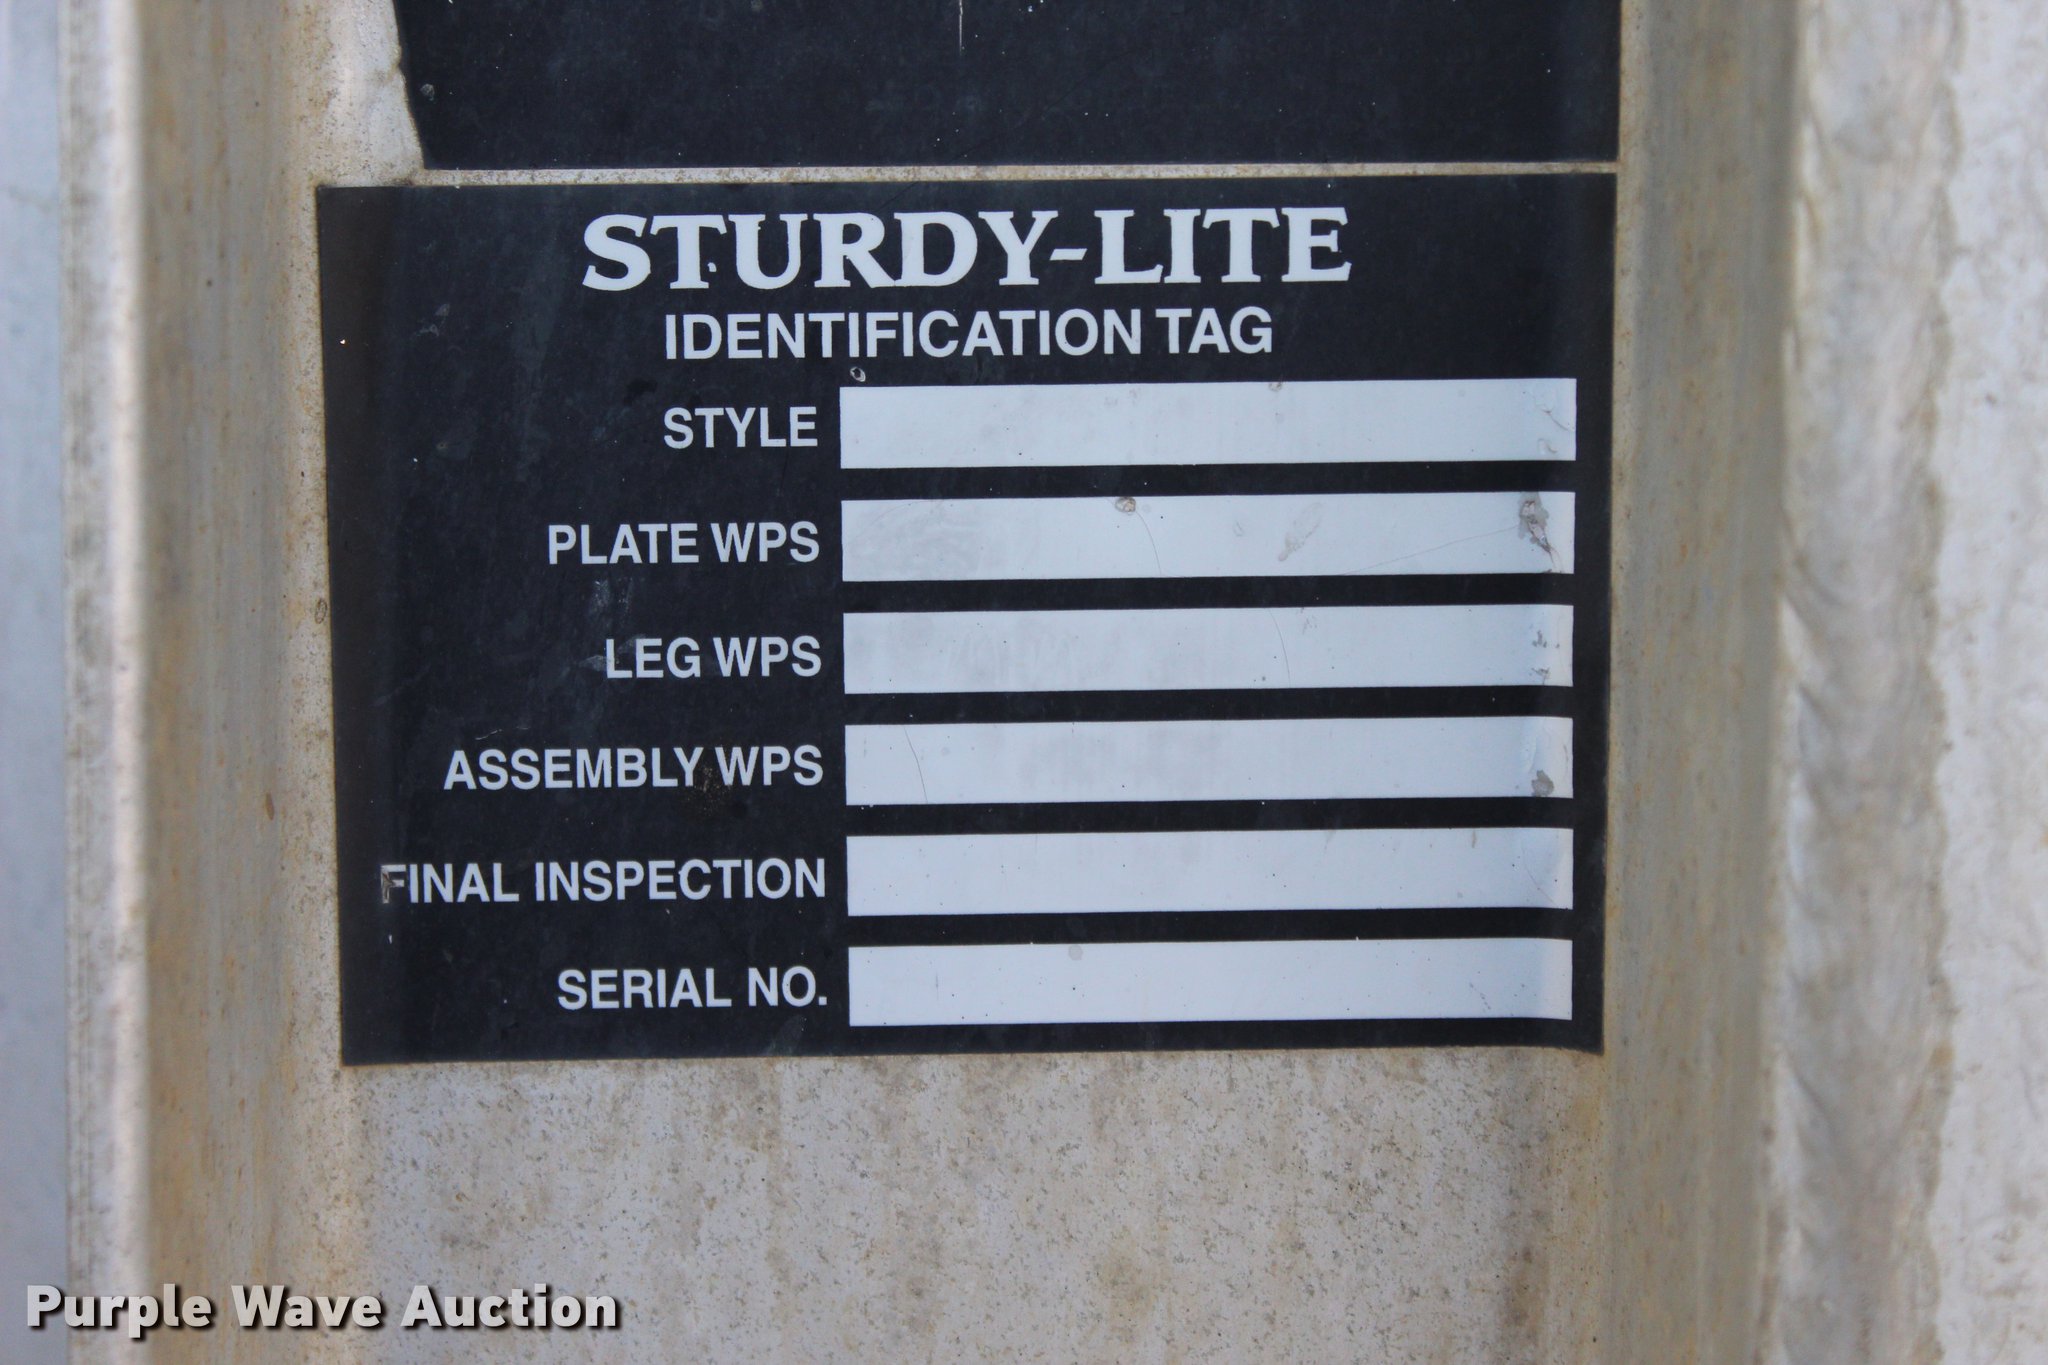 STURDY-LITE
IDENTIFICATION TAG
STYLE
PLATE WPS
LEG WPS
ASSEMBLY WPS
FINAL INSPECTION
SERIAL NO.
Purple Wave Auction